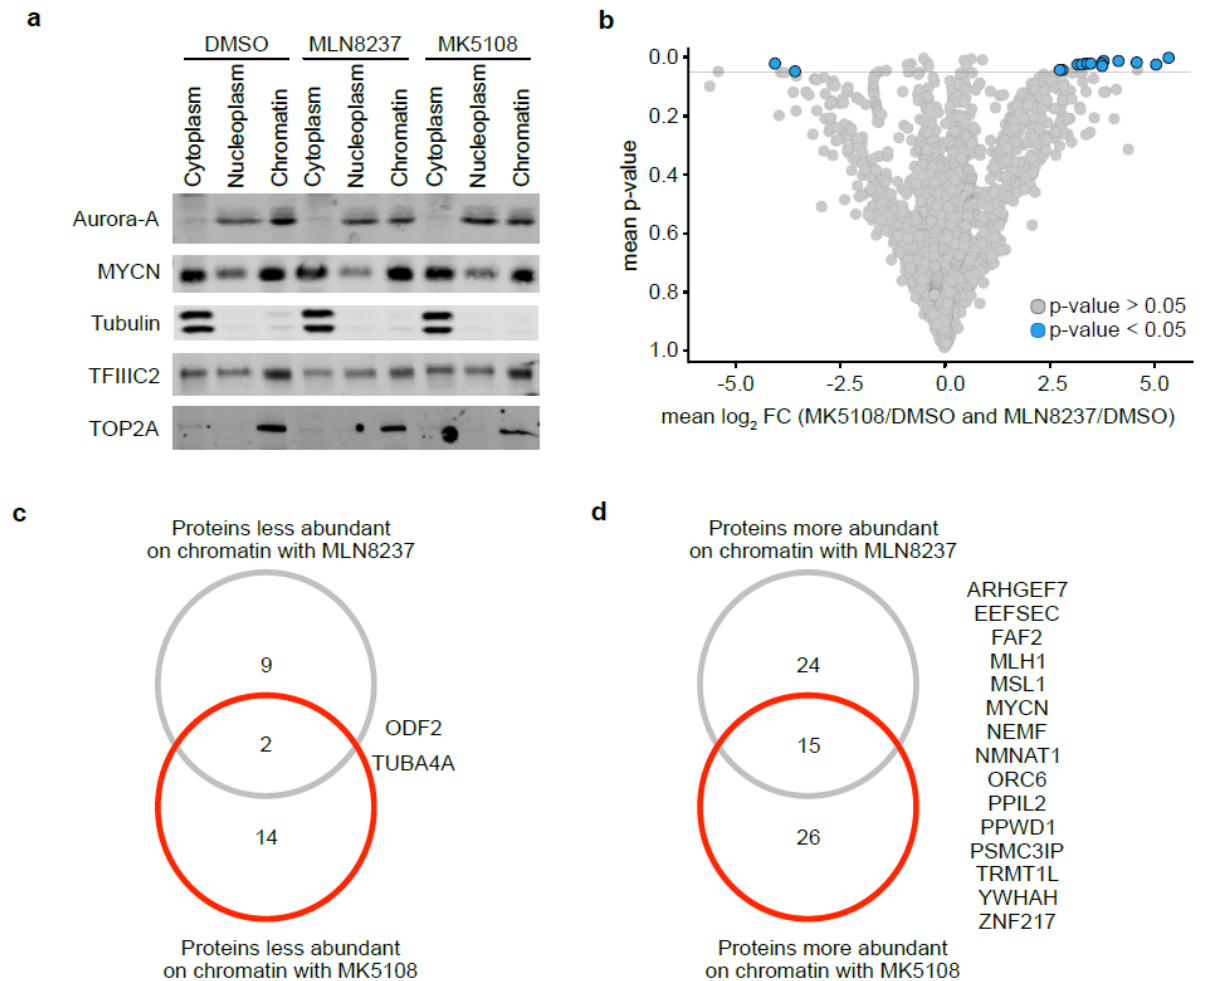 a
DMSO MLN8237 MK5108
Cytoplasm Nucleoplasm Chromatin Cytoplasm Nucleoplasm Chromatin Cytoplasm Nucleoplasm Chromatin
Aurora-A
MYCN
Tubulin
TFIIIC2
TOP2A
b
mean p-value
0.0
0.2
0.4
0.6
0.8
1.0
p-value > 0.05
p-value < 0.05
-5.0 -2.5 0.0 2.5 5.0
mean log2 FC (MK5108/DMSO and MLN8237/DMSO)
c
Proteins less abundant
on chromatin with MLN8237
9
2
14
ODF2
TUBA4A
Proteins less abundant
on chromatin with MK5108
d
Proteins more abundant
on chromatin with MLN8237
24
15
26
ARHGEF7
EEFSEC
FAF2
MLH1
MSL1
MYCN
NEMF
NMNAT1
ORC6
PPIL2
PPWD1
PSMC3IP
TRMT1L
YWHAH
ZNF217
Proteins more abundant
on chromatin with MK5108